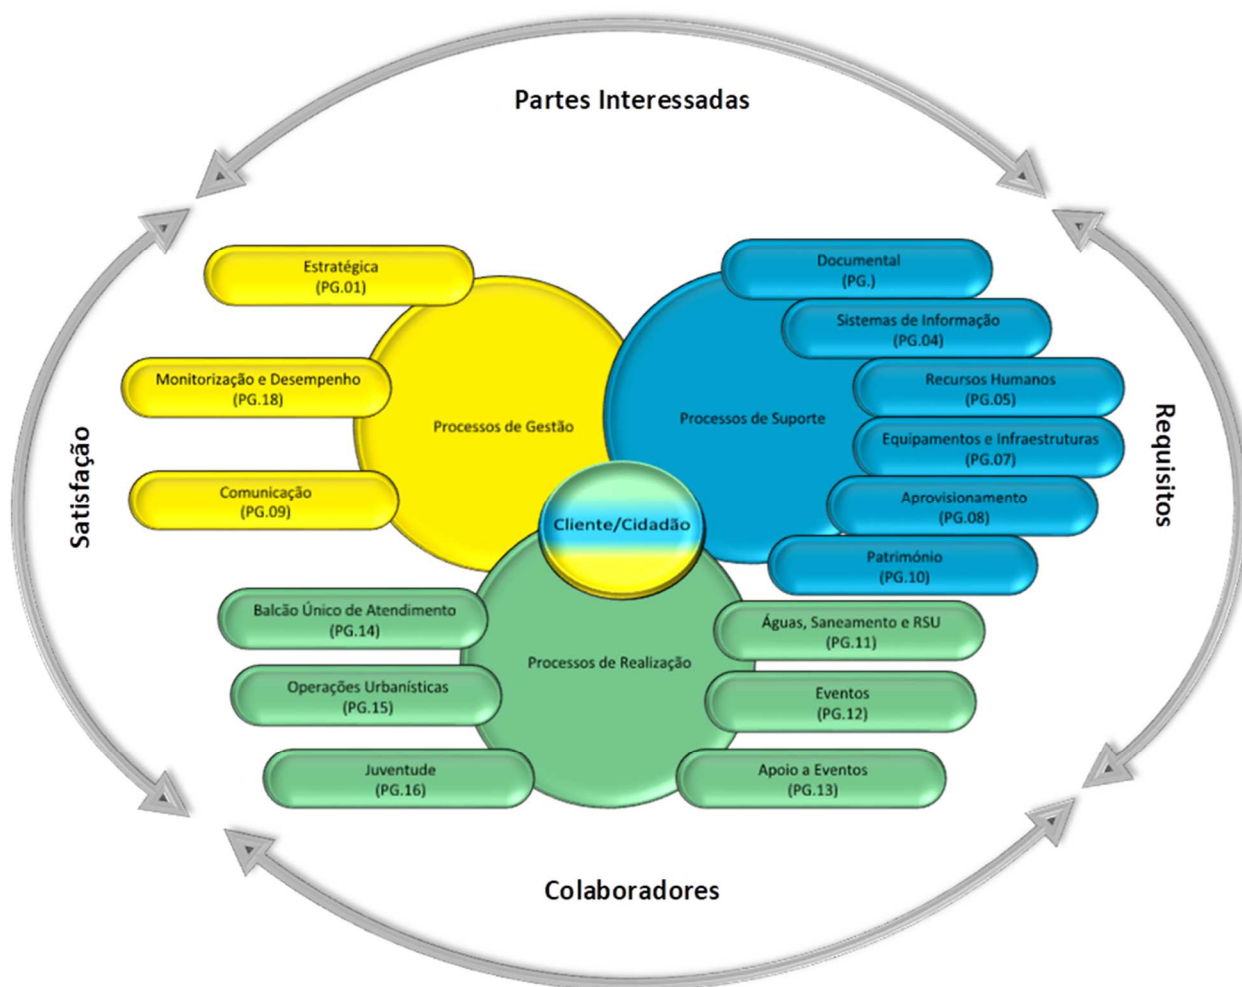 Partes Interessadas
Satisfação
Requisitos
Colaboradores
Estratégica
(PG.01)
Monitorização e Desempenho
(PG.18)
Comunicação
(PG.09)
Processos de Gestão
Documental
(PG.)
Sistemas de Informação
(PG.04)
Recursos Humanos
(PG.05)
Equipamentos e Infraestruturas
(PG.07)
Aprovisionamento
(PG.08)
Património
(PG.10)
Processos de Suporte
Cliente/Cidadão
Balcão Único de Atendimento
(PG.14)
Operações Urbanísticas
(PG.15)
Juventude
(PG.16)
Processos de Realização
Águas, Saneamento e RSU
(PG.11)
Eventos
(PG.12)
Apoio a Eventos
(PG.13)